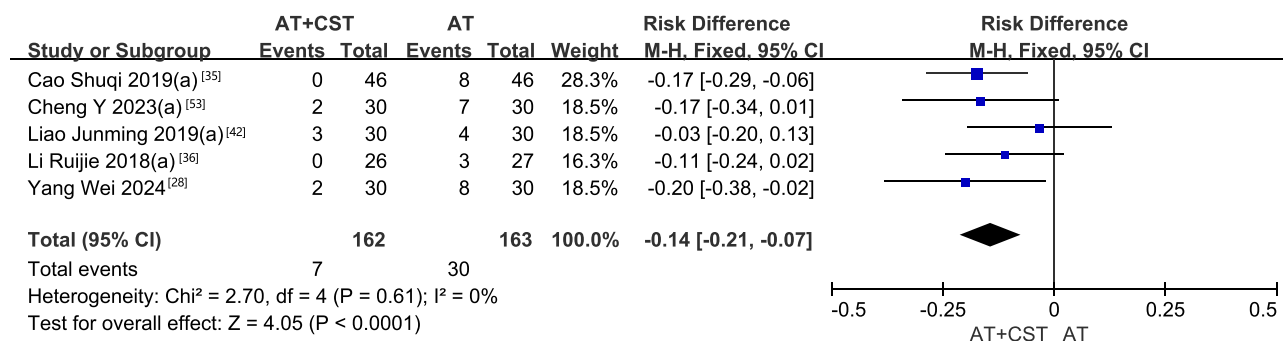 AT+CST AT Risk Difference Risk Difference
Study or Subgroup Events Total Events Total Weight M-H, Fixed, 95% CI M-H, Fixed, 95% CI
Cao Shuqi 2019(a) [35] 0 46 8 46 28.3% -0.17 [-0.29, -0.06]
Cheng Y 2023(a) [53] 2 30 7 30 18.5% -0.17 [-0.34, 0.01]
Liao Junming 2019(a) [42] 3 30 4 30 18.5% -0.03 [-0.20, 0.13]
Li Ruijie 2018(a) [36] 0 26 3 27 16.3% -0.11 [-0.24, 0.02]
Yang Wei 2024 [28] 2 30 8 30 18.5% -0.20 [-0.38, -0.02]
Total (95% CI) 162 163 100.0% -0.14 [-0.21, -0.07]
Total events 7 30
Heterogeneity: Chi² = 2.70, df = 4 (P = 0.61); I² = 0%
Test for overall effect: Z = 4.05 (P < 0.0001)
-0.5 -0.25 0 0.25 0.5
AT+CST AT